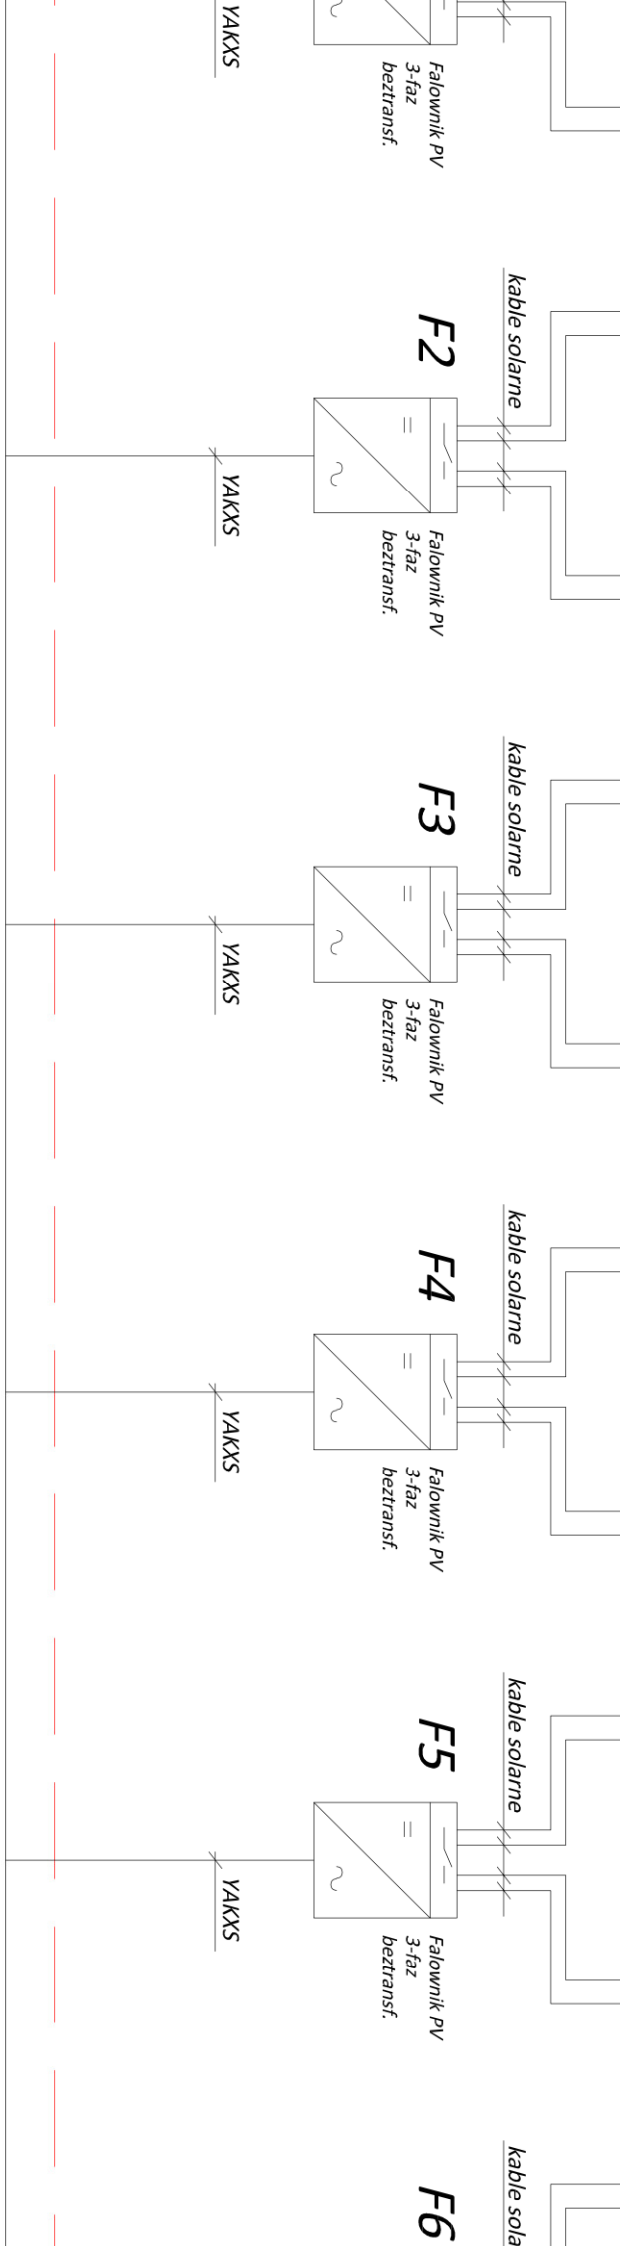 YAKXS
Falownik PV
3-faz
beztransf.
kable solarne
F2
YAKXS
Falownik PV
3-faz
beztransf.
kable solarne
F3
YAKXS
Falownik PV
3-faz
beztransf.
kable solarne
F4
YAKXS
Falownik PV
3-faz
beztransf.
kable solarne
F5
YAKXS
Falownik PV
3-faz
beztransf.
kable sola
F6